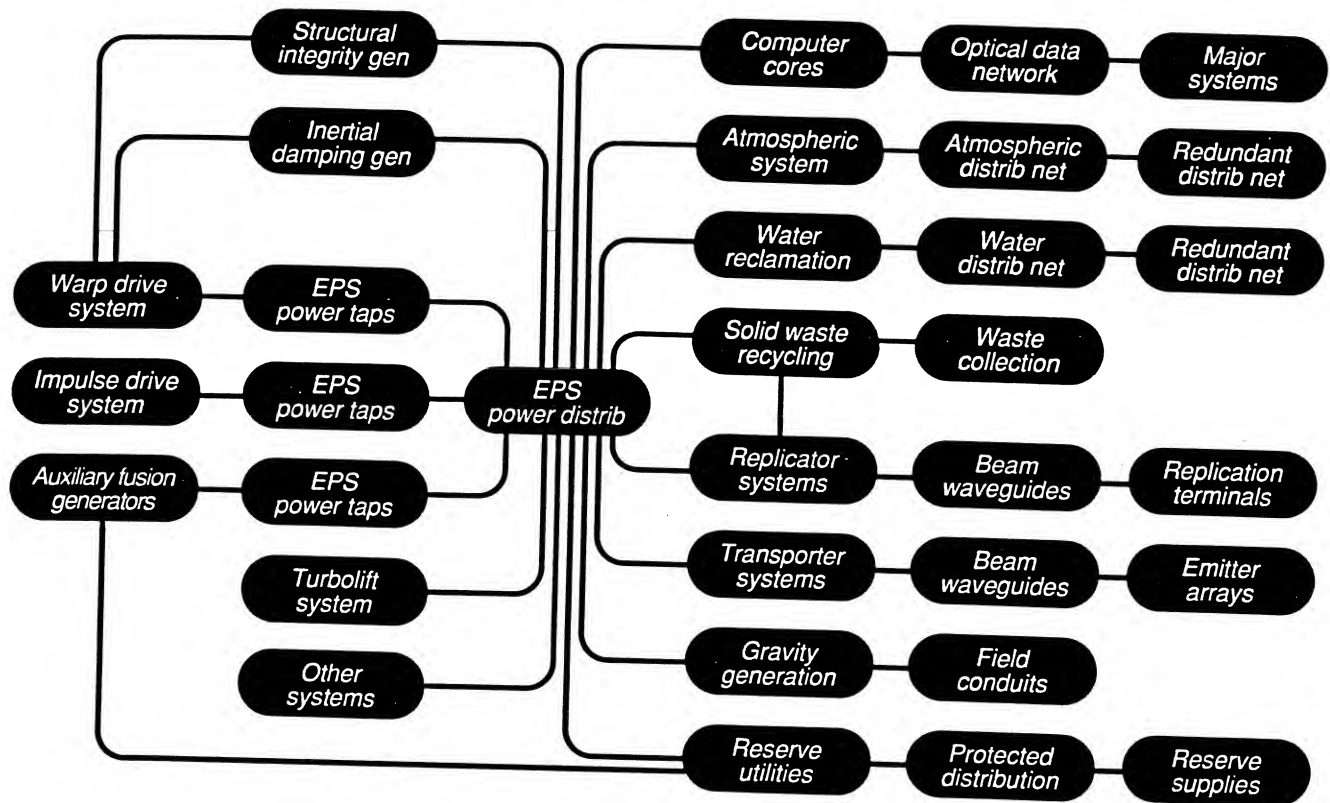 Structural
integrity gen
Computer
cores
Optical data
network
Major
systems
Inertial
damping gen
Atmospheric
system
Atmospheric
distrib net
Redundant
distrib net
Water
reclamation
Water
distrib net
Redundant
distrib net
Warp drive
system
EPS
power taps
Solid waste
recycling
Waste
collection
Impulse drive
system
EPS
power taps
EPS
power distrib
Auxiliary fusion
generators
EPS
power taps
Replicator
systems
Beam
waveguides
Replication
terminals
Turbolift
system
Transporter
systems
Beam
waveguides
Emitter
arrays
Other
systems
Gravity
generation
Field
conduits
Reserve
utilities
Protected
distribution
Reserve
supplies